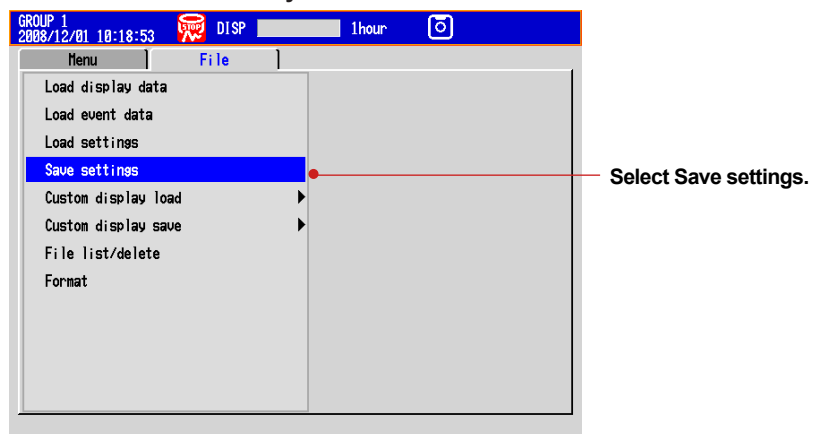 GROUP 1
2008/12/01 10:18:53
STOP
DISP
1hour
Menu
File
Load display data
Load event data
Load settings
Save settings
Select Save settings.
Custom display load
Custom display save
File list/delete
Format